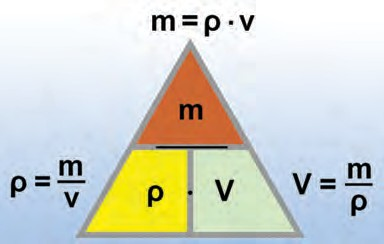 m = ρ · v
m
ρ = m/v
ρ · V
V = m/ρ